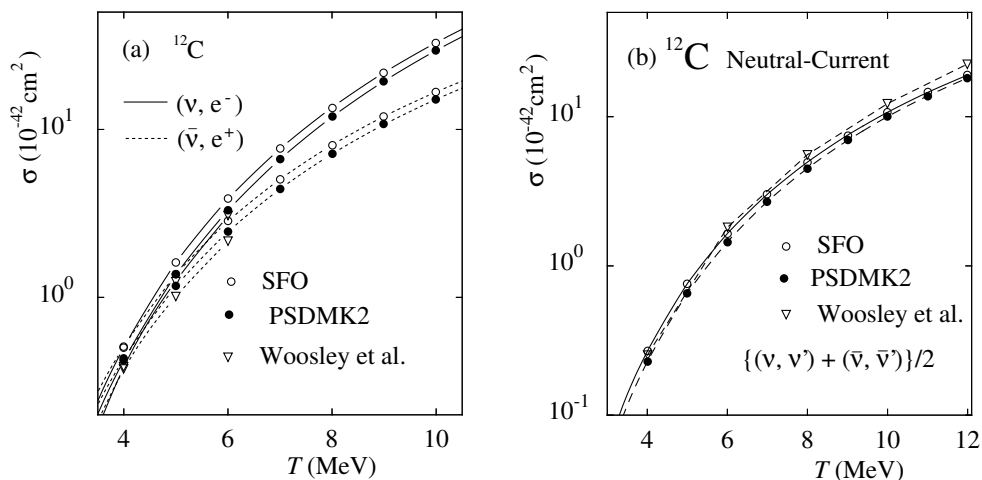 (a) ¹²C
σ (10⁻⁴²cm²)
10¹
10⁰
(ν, e⁻)
(ν̄, e⁺)
SFO
PSDMK2
Woosley et al.
4 6 8 10
T (MeV)
(b) ¹²C Neutral-Current
σ (10⁻⁴²cm²)
10¹
10⁰
10⁻¹
SFO
PSDMK2
Woosley et al.
{(ν, ν') + (ν̄, ν̄')}/2
4 6 8 10 12
T (MeV)